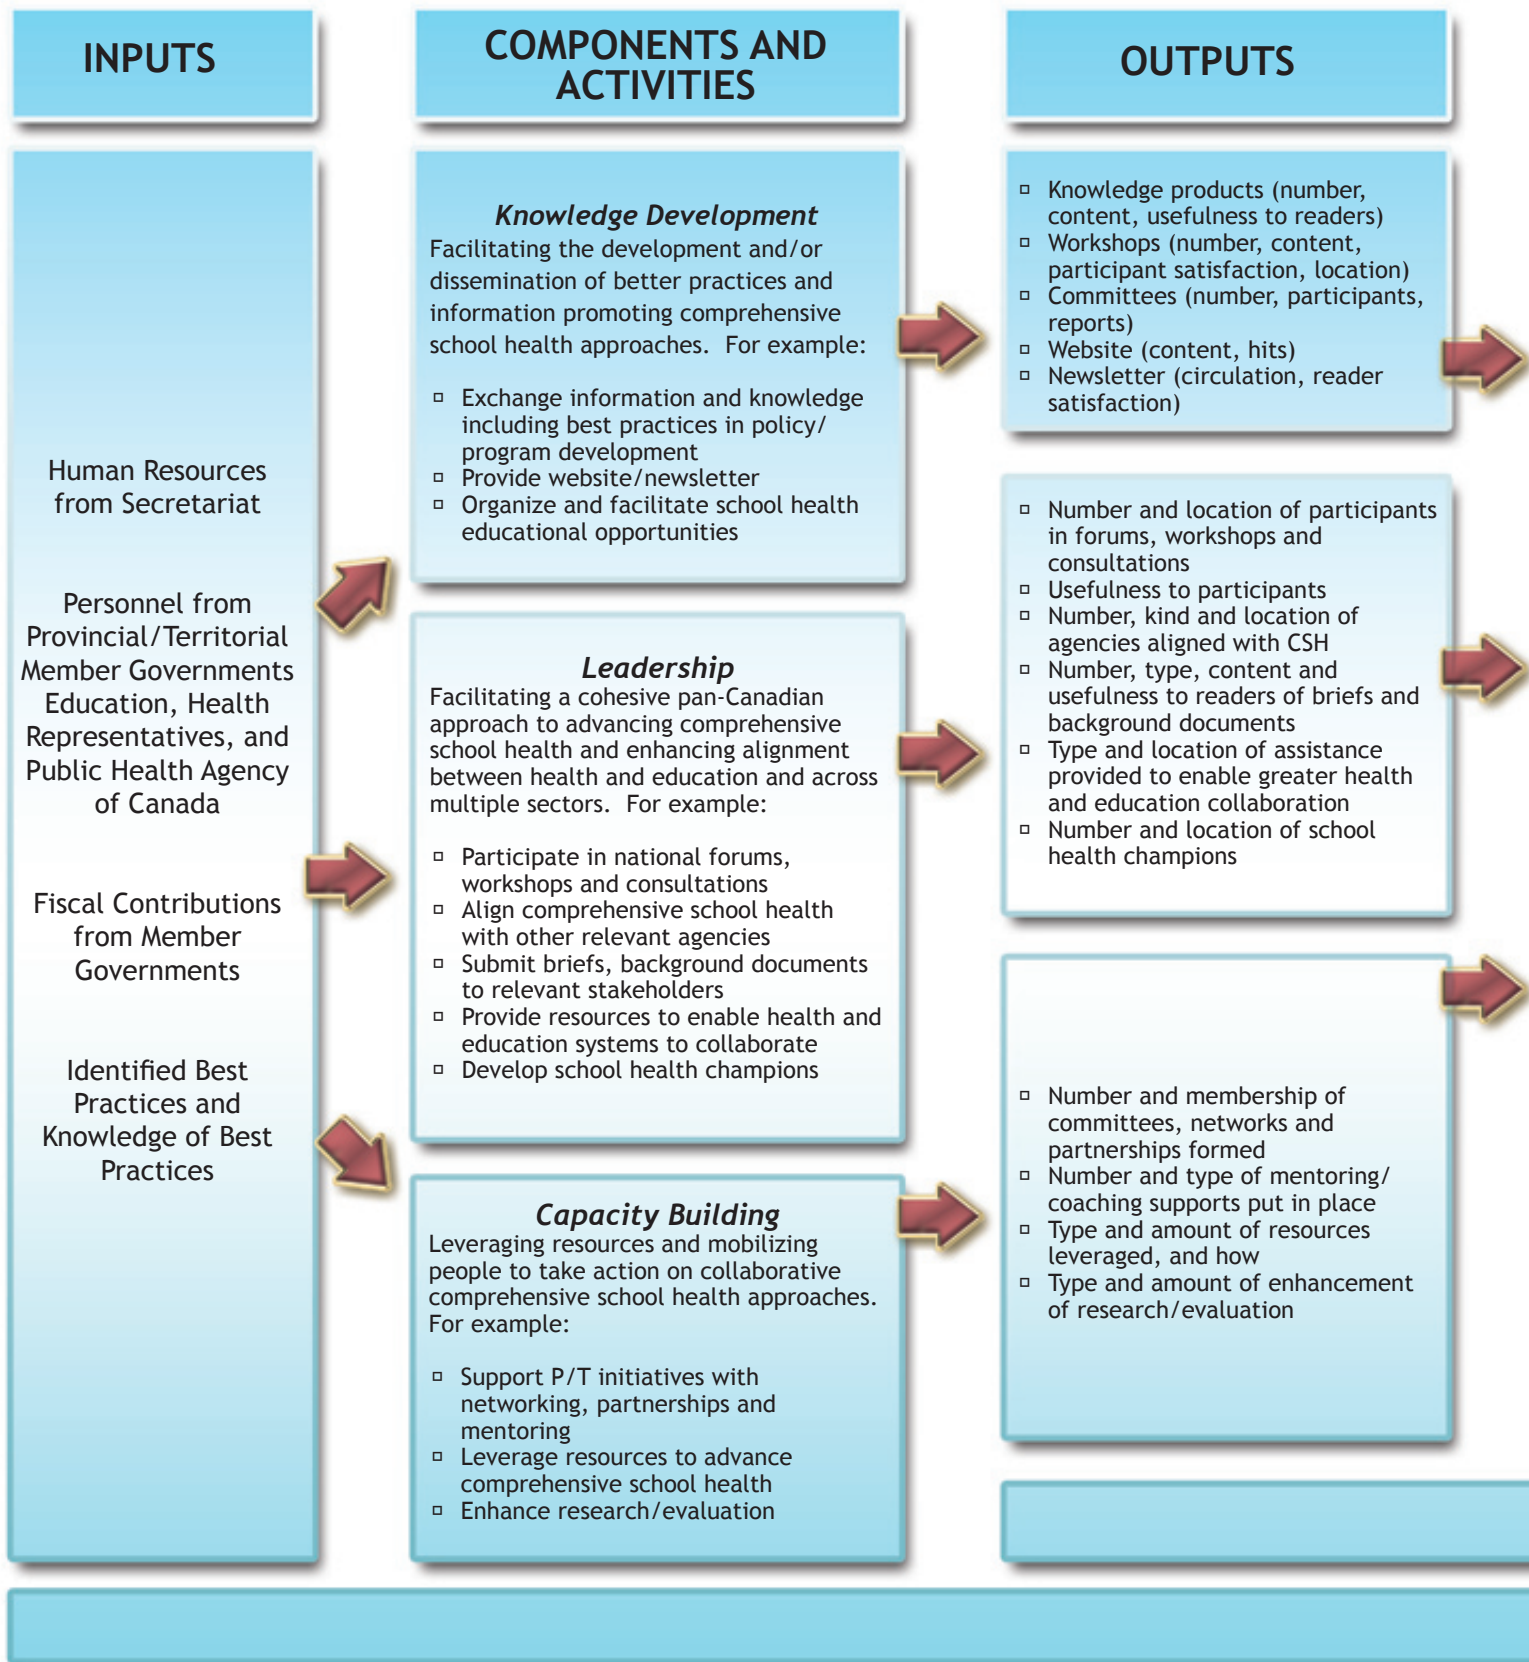 INPUTS
COMPONENTS AND
ACTIVITIES
OUTPUTS
Human Resources
from Secretariat
Personnel from
Provincial/Territorial
Member Governments
Education, Health
Representatives, and
Public Health Agency
of Canada
Fiscal Contributions
from Member
Governments
Identified Best
Practices and
Knowledge of Best
Practices
Knowledge Development
Facilitating the development and/or
dissemination of better practices and
information promoting comprehensive
school health approaches.  For example:
▫ Exchange information and knowledge
including best practices in policy/
program development
▫ Provide website/newsletter
▫ Organize and facilitate school health
educational opportunities
Leadership
Facilitating a cohesive pan-Canadian
approach to advancing comprehensive
school health and enhancing alignment
between health and education and across
multiple sectors.  For example:
▫ Participate in national forums,
workshops and consultations
▫ Align comprehensive school health
with other relevant agencies
▫ Submit briefs, background documents
to relevant stakeholders
▫ Provide resources to enable health and
education systems to collaborate
▫ Develop school health champions
Capacity Building
Leveraging resources and mobilizing
people to take action on collaborative
comprehensive school health approaches.
For example:
▫ Support P/T initiatives with
networking, partnerships and
mentoring
▫ Leverage resources to advance
comprehensive school health
▫ Enhance research/evaluation
▫ Knowledge products (number,
content, usefulness to readers)
▫ Workshops (number, content,
participant satisfaction, location)
▫ Committees (number, participants,
reports)
▫ Website (content, hits)
▫ Newsletter (circulation, reader
satisfaction)
▫ Number and location of participants
in forums, workshops and
consultations
▫ Usefulness to participants
▫ Number, kind and location of
agencies aligned with CSH
▫ Number, type, content and
usefulness to readers of briefs and
background documents
▫ Type and location of assistance
provided to enable greater health
and education collaboration
▫ Number and location of school
health champions
▫ Number and membership of
committees, networks and
partnerships formed
▫ Number and type of mentoring/
coaching supports put in place
▫ Type and amount of resources
leveraged, and how
▫ Type and amount of enhancement
of research/evaluation